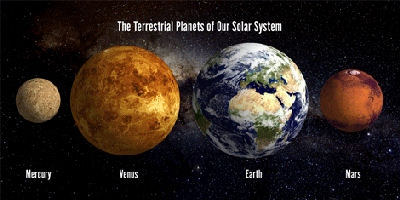 The Terrestrial Planets of Our Solar System
Mercury
Venus
Earth
Mars